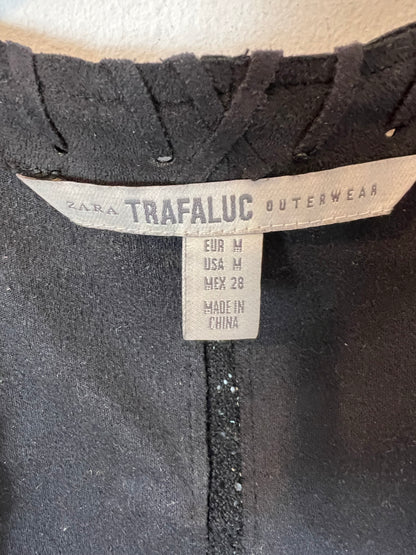 ZARA TRAFALUC OUTERWEAR
EUR M
USA M
MEX 28
MADE IN
CHINA